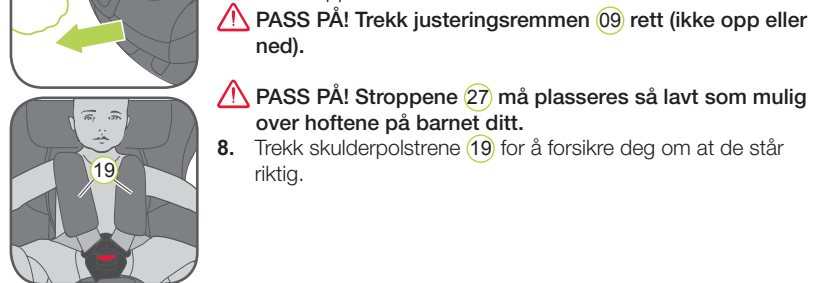 PASS PÅ! Trekk justeringsremmen 09 rett (ikke opp eller
ned).
PASS PÅ! Stroppene 27 må plasseres så lavt som mulig
over hoftene på barnet ditt.
8. Trekk skulderpolstrene 19 for å forsikre deg om at de står
riktig.
19